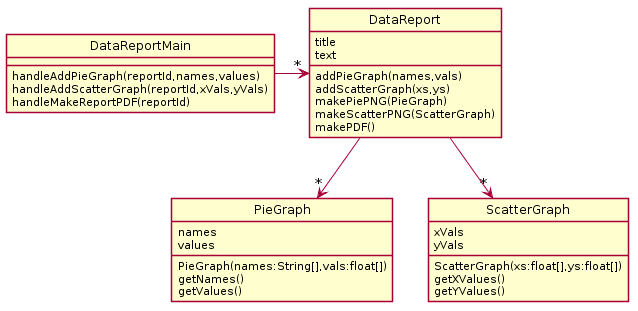 DataReportMain
handleAddPieGraph(reportId,names,values)
handleAddScatterGraph(reportId,xVals,yVals)
handleMakeReportPDF(reportId)
*
DataReport
title
text
addPieGraph(names,vals)
addScatterGraph(xs,ys)
makePiePNG(PieGraph)
makeScatterPNG(ScatterGraph)
makePDF()
*
*
PieGraph
names
values
PieGraph(names:String[],vals:float[])
getNames()
getValues()
ScatterGraph
xVals
yVals
ScatterGraph(xs:float[],ys:float[])
getXValues()
getYValues()